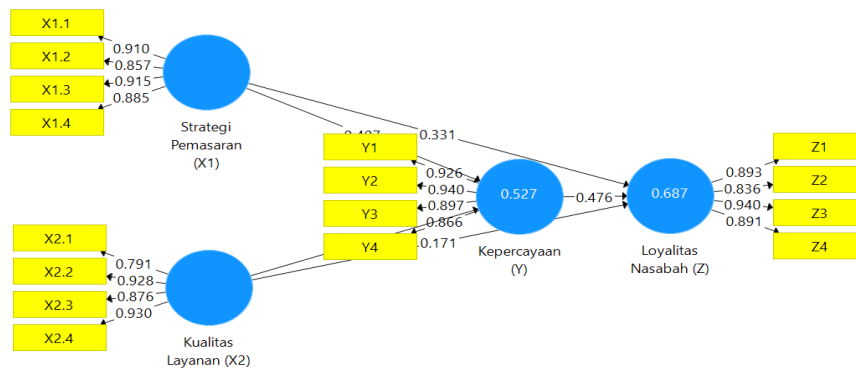 X1.1
X1.2
X1.3
X1.4
0.910
0.857
0.915
0.885
Strategi
Pemasaran
(X1)
0.331
Y1
Y2
Y3
Y4
0.926
0.940
0.897
0.866
0.527
Kepercayaan
(Y)
0.476
0.171
0.687
Loyalitas
Nasabah (Z)
0.893
0.836
0.940
0.891
Z1
Z2
Z3
Z4
X2.1
X2.2
X2.3
X2.4
0.791
0.928
0.876
0.930
Kualitas
Layanan (X2)